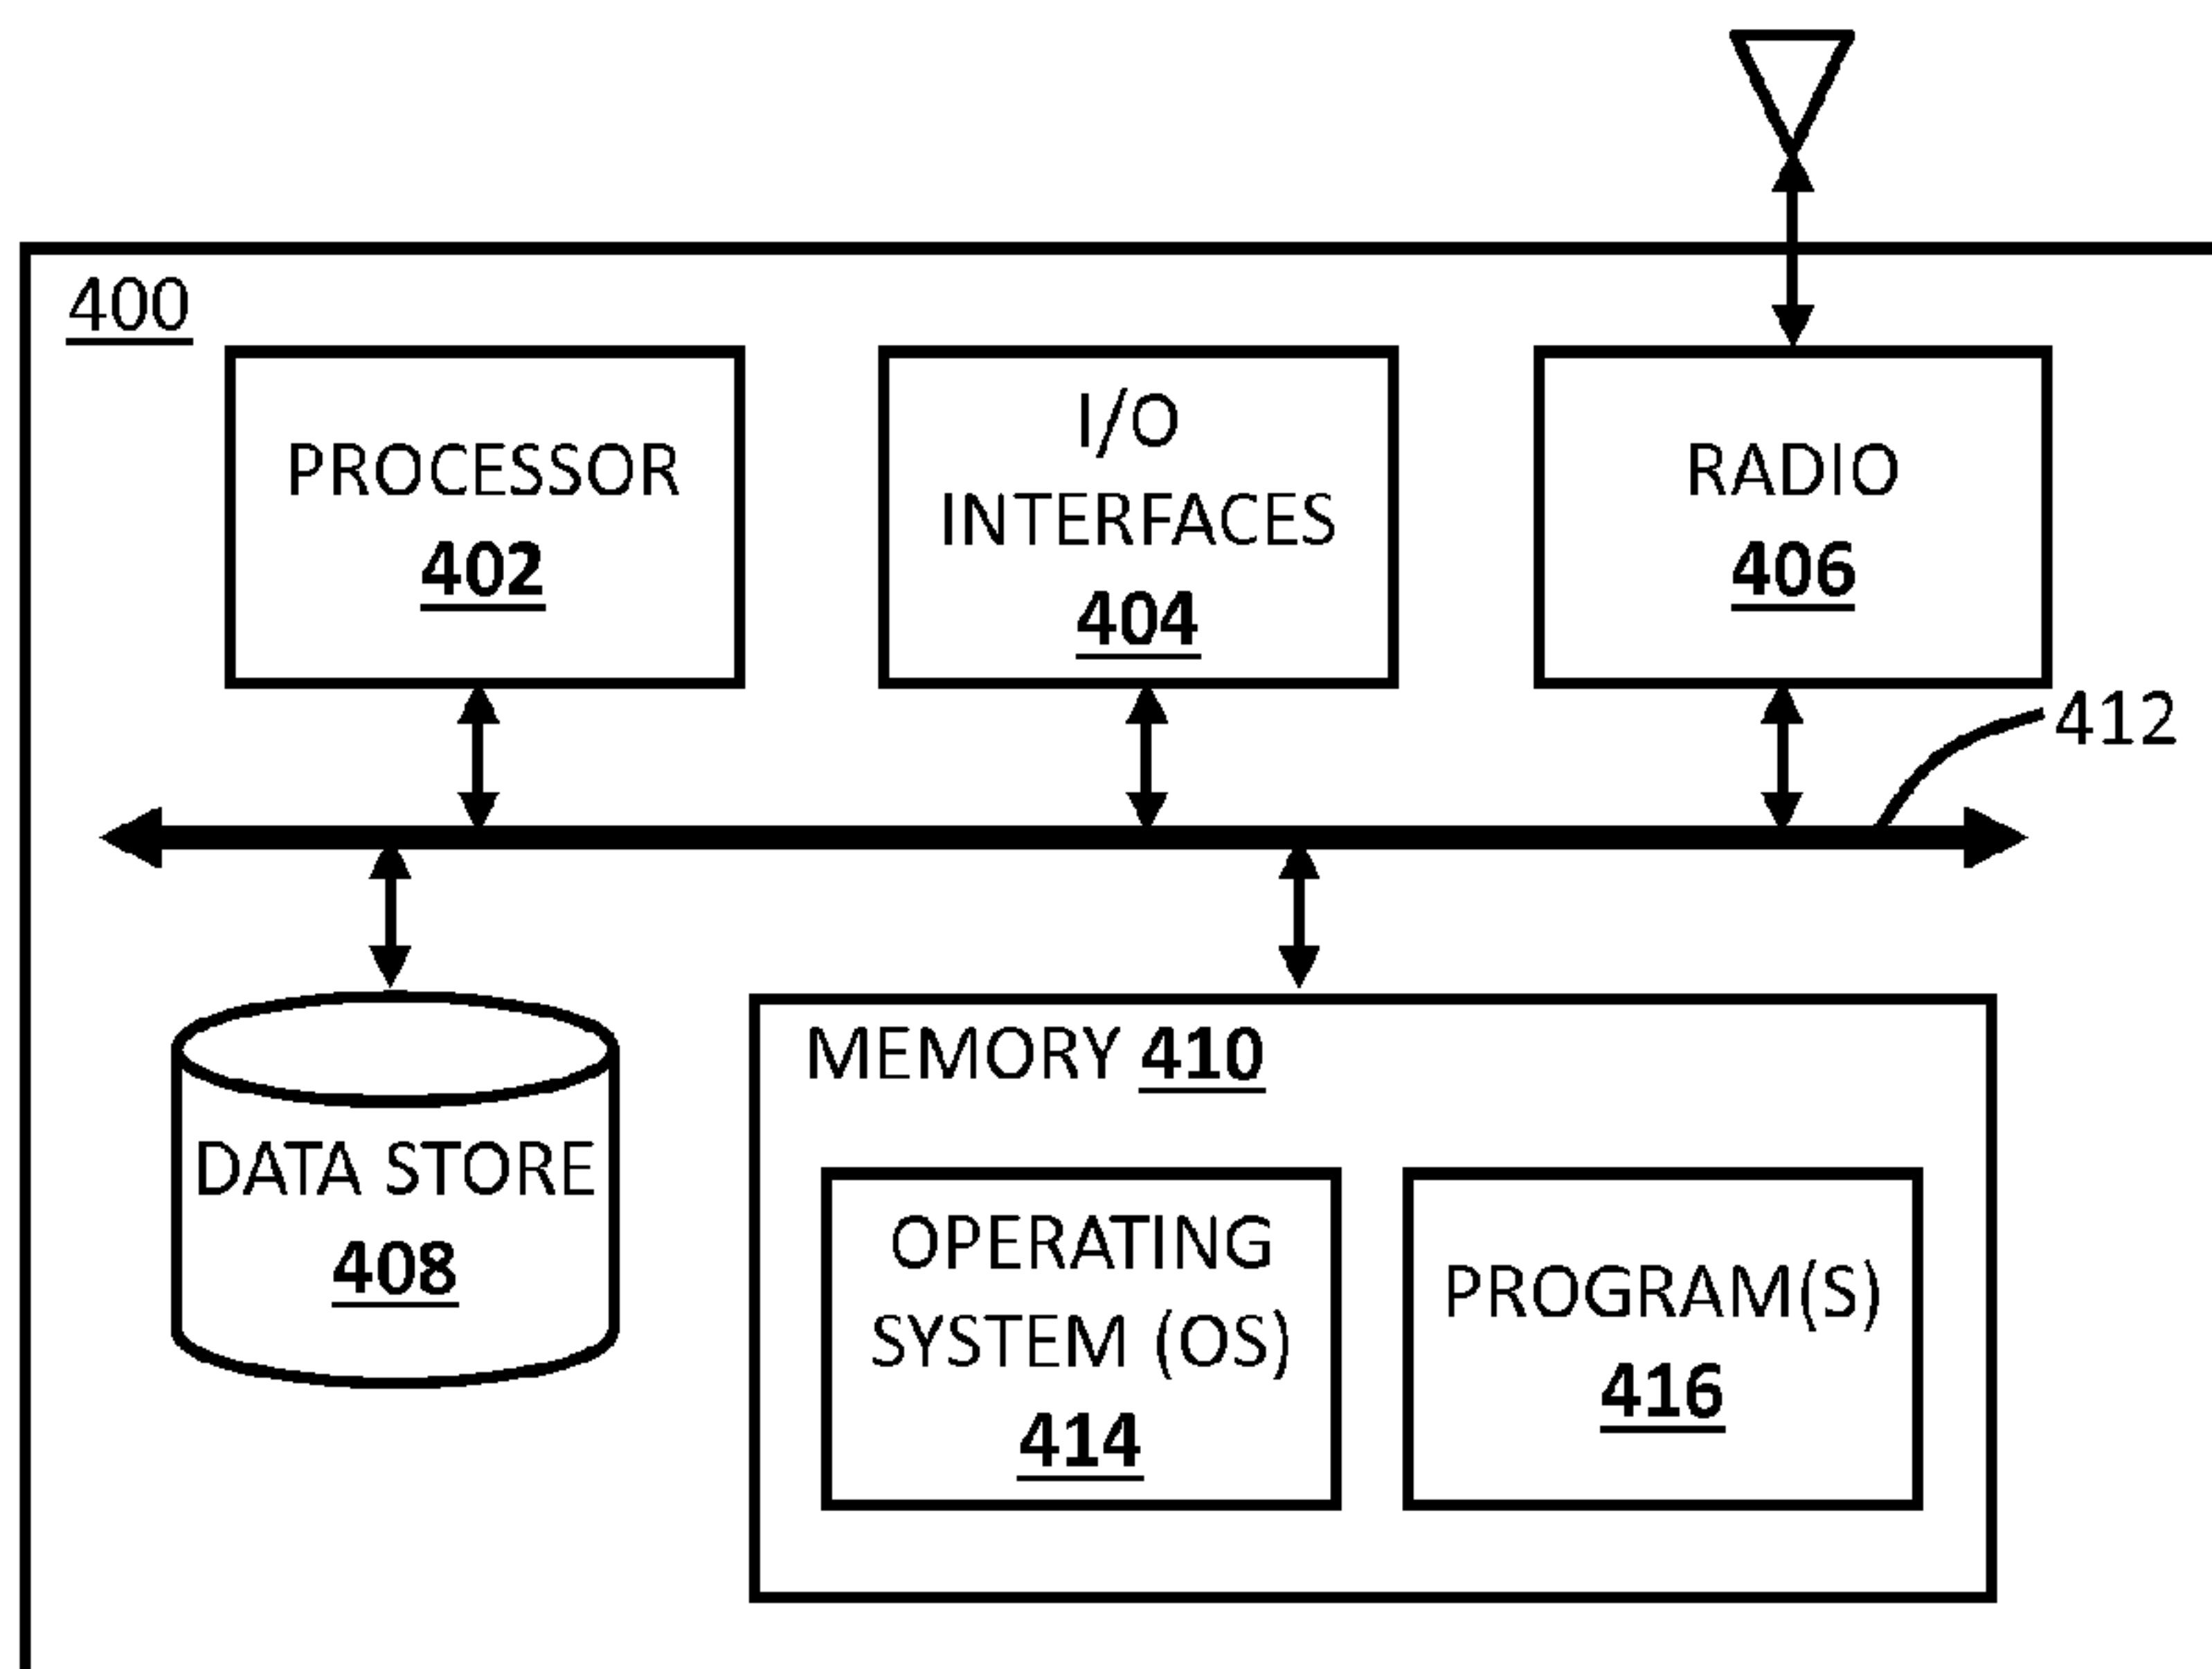 400
PROCESSOR
402
I/O
INTERFACES
404
RADIO
406
412
DATA STORE
408
MEMORY 410
OPERATING
SYSTEM (OS)
414
PROGRAM(S)
416